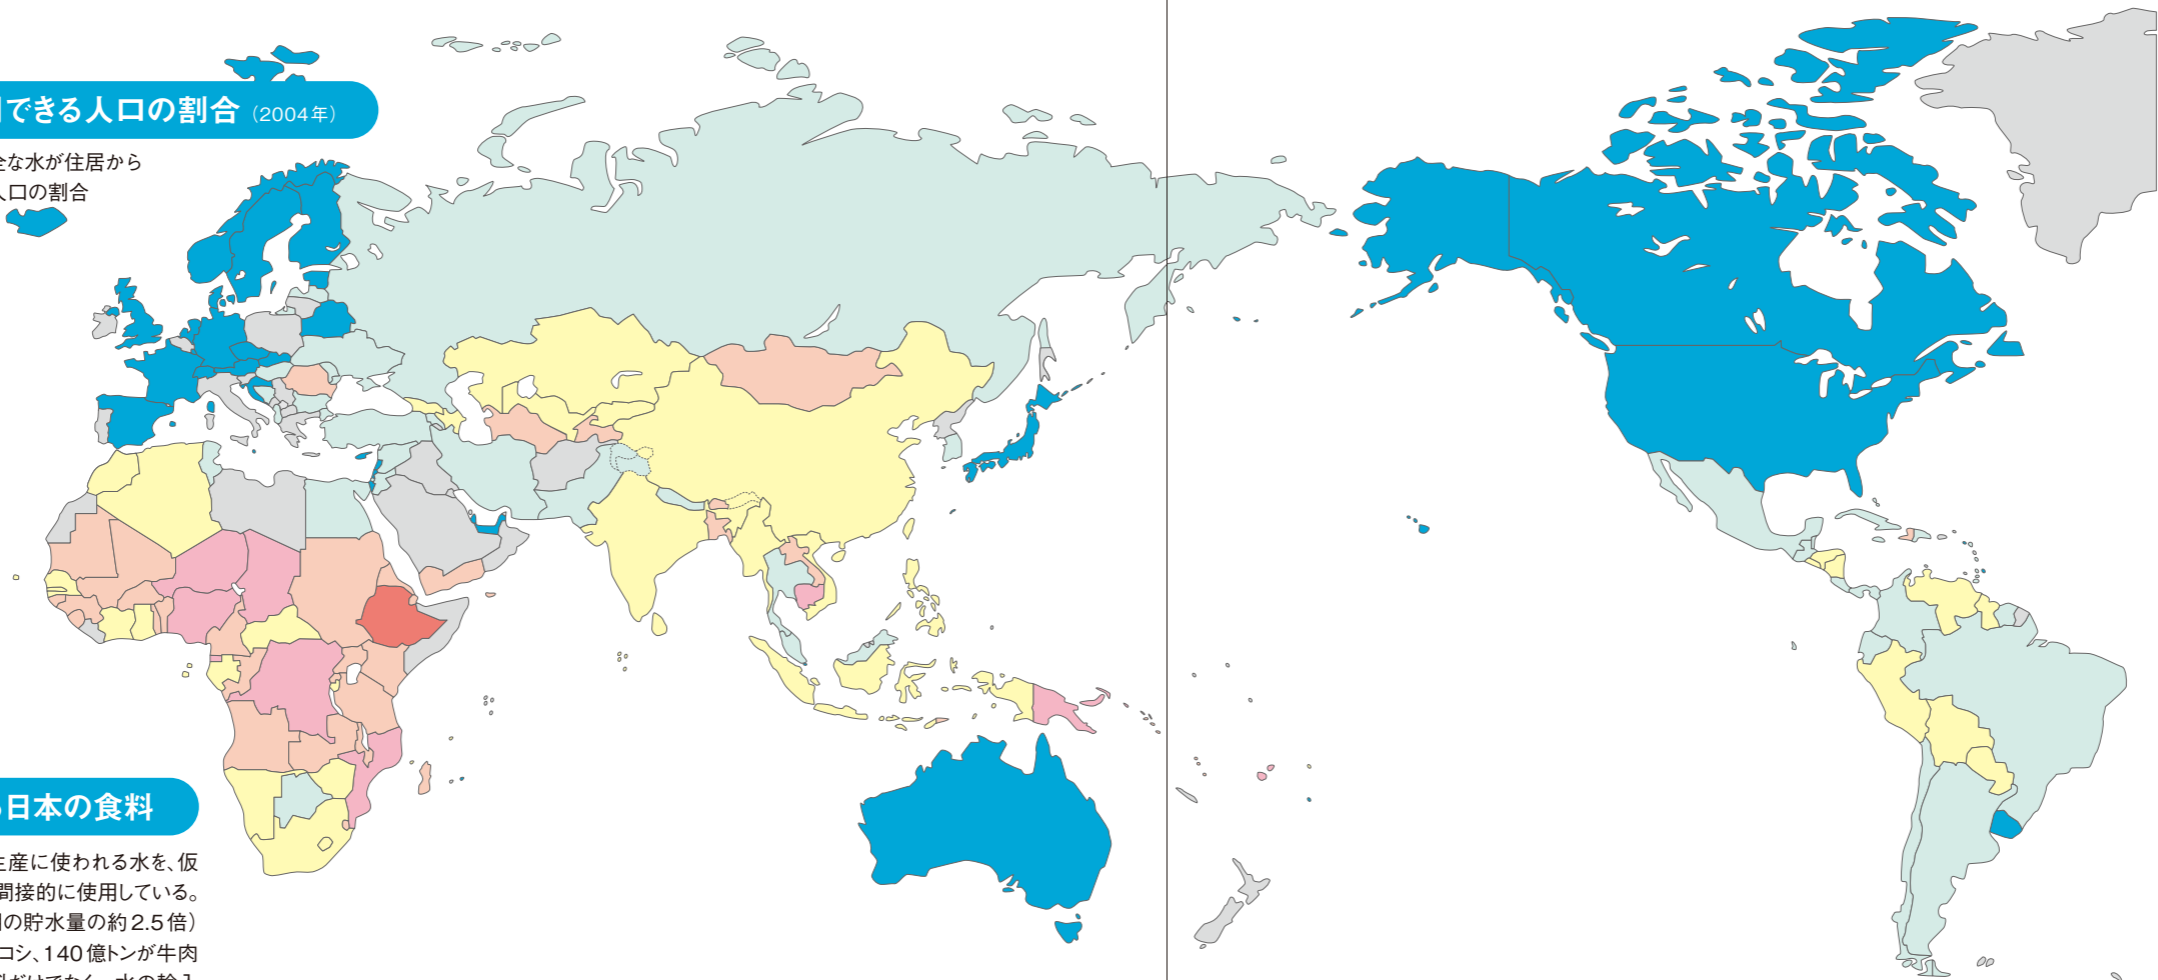 できる人口の割合（2004年）
全な水が住居から
人口の割合
日本の食料
生産に使われる水を、仮
間接的に使用している。
の貯水量の約2.5倍）
コシ、140億トンが牛肉